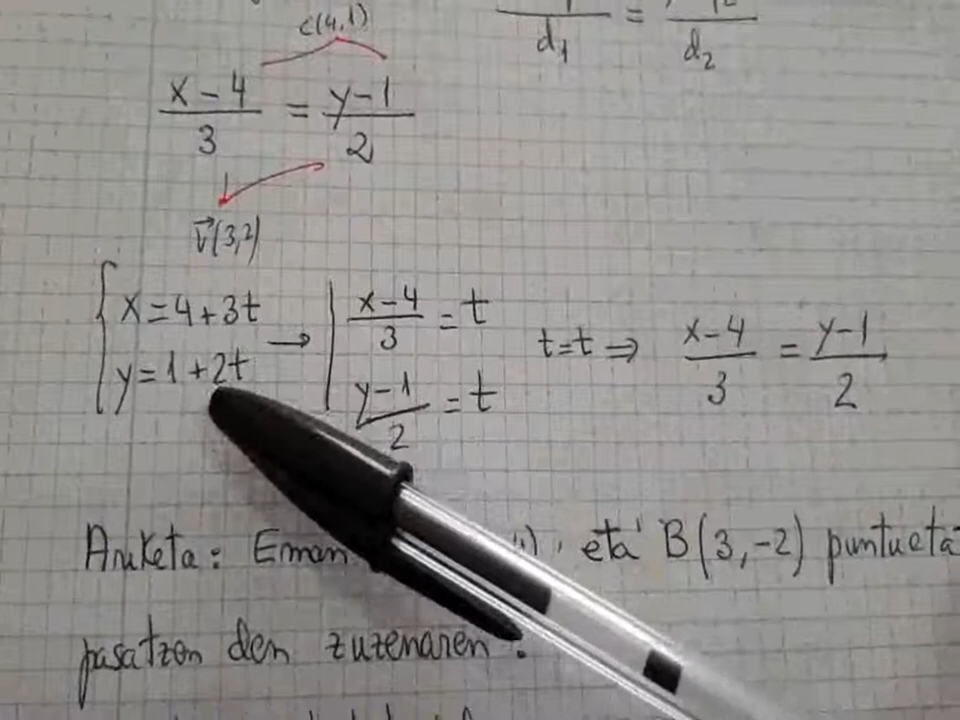 C(4,1)
d₁ = d₂
x-4/3 = y-1/2
v⃗(3,2)
{ x=4+3t → | x-4/3 = t
y=1+2t y-1/2 = t t=t ⇒ x-4/3 = y-1/2
Ariketa: Eman eta B(3,-2) puntueta
pasatzen den zuzenaren: